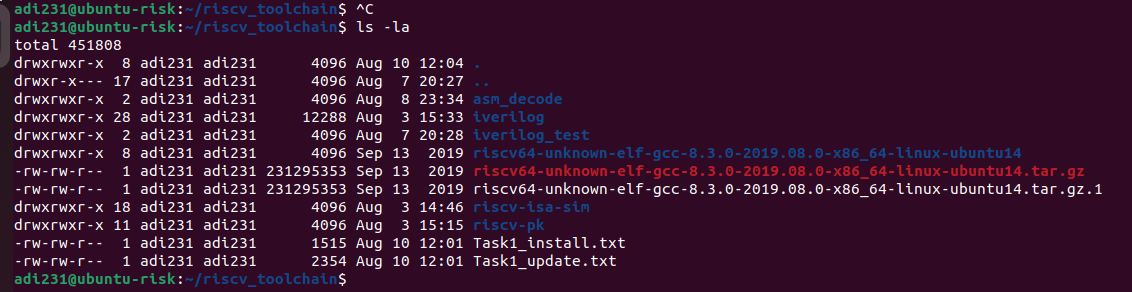 adi231@ubuntu-risk:~/riscv_toolchain$ ^C
adi231@ubuntu-risk:~/riscv_toolchain$ ls -la
total 451808
drwxrwxr-x  8 adi231 adi231      4096 Aug 10 12:04 .
drwxr-x--- 17 adi231 adi231      4096 Aug  7 20:27 ..
drwxrwxr-x  2 adi231 adi231      4096 Aug  8 23:34 asm_decode
drwxrwxr-x 28 adi231 adi231     12288 Aug  3 15:33 iverilog
drwxrwxr-x  2 adi231 adi231      4096 Aug  7 20:28 iverilog_test
drwxrwxr-x  8 adi231 adi231      4096 Sep 13  2019 riscv64-unknown-elf-gcc-8.3.0-2019.08.0-x86_64-linux-ubuntu14
-rw-rw-r--  1 adi231 adi231 231295353 Sep 13  2019 riscv64-unknown-elf-gcc-8.3.0-2019.08.0-x86_64-linux-ubuntu14.tar.gz
-rw-rw-r--  1 adi231 adi231 231295353 Sep 13  2019 riscv64-unknown-elf-gcc-8.3.0-2019.08.0-x86_64-linux-ubuntu14.tar.gz.1
drwxrwxr-x 18 adi231 adi231      4096 Aug  3 14:46 riscv-isa-sim
drwxrwxr-x 11 adi231 adi231      4096 Aug  3 15:15 riscv-pk
-rw-rw-r--  1 adi231 adi231      1515 Aug 10 12:01 Task1_install.txt
-rw-rw-r--  1 adi231 adi231      2354 Aug 10 12:01 Task1_update.txt
adi231@ubuntu-risk:~/riscv_toolchain$